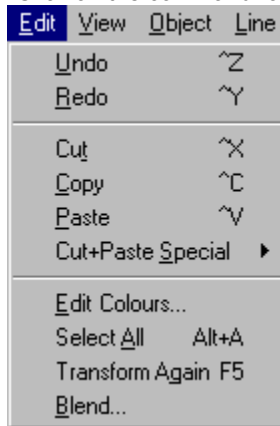 Edit View Object Line
Undo ^Z
Redo ^Y
Cut ^X
Copy ^C
Paste ^V
Cut+Paste Special
Edit Colours...
Select All Alt+A
Transform Again F5
Blend...